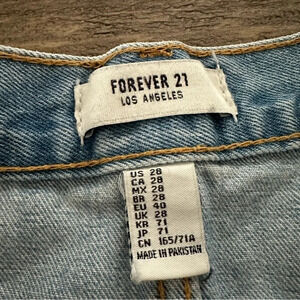 FOREVER 21
LOS ANGELES
US 28
CA 28
MX 28
BR 28
EU 40
UK 28
KR 71
JP 71
CN 165/71A
MADE IN PAKISTAN